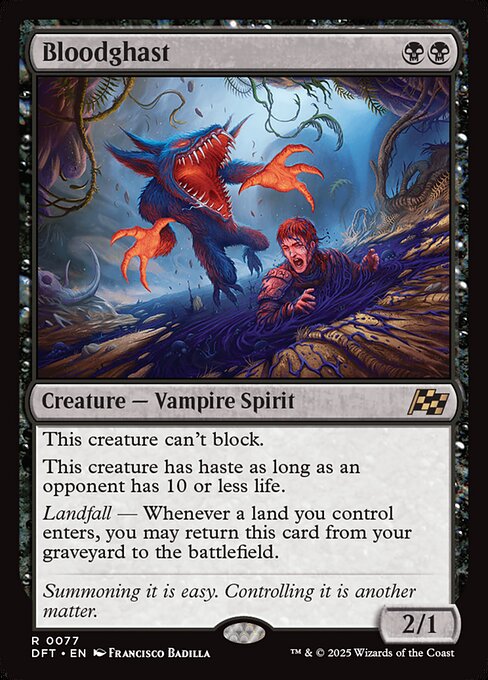 Bloodghast
Creature — Vampire Spirit
This creature can't block.
This creature has haste as long as an
opponent has 10 or less life.
Landfall — Whenever a land you control
enters, you may return this card from your
graveyard to the battlefield.
Summoning it is easy. Controlling it is another
matter.
2/1
R 0077
DFT • EN Francisco Badilla
™ & © 2025 Wizards of the Coast